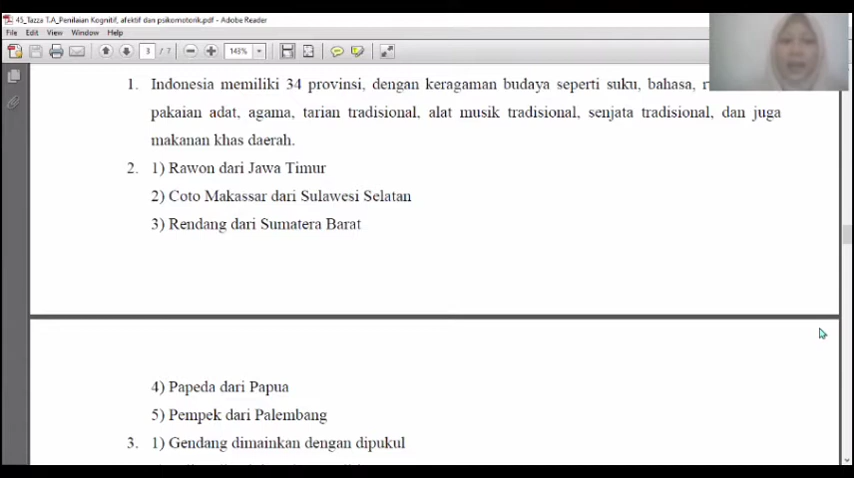 45_Tazza T.A_Penilaian Kognitif, afektif dan psikomotorik.pdf - Adobe Reader
File Edit View Window Help
3 / 7 143%
1. Indonesia memiliki 34 provinsi, dengan keragaman budaya seperti suku, bahasa,
pakaian adat, agama, tarian tradisional, alat musik tradisional, senjata tradisional, dan juga
makanan khas daerah.
2. 1) Rawon dari Jawa Timur
2) Coto Makassar dari Sulawesi Selatan
3) Rendang dari Sumatera Barat
4) Papeda dari Papua
5) Pempek dari Palembang
3. 1) Gendang dimainkan dengan dipukul